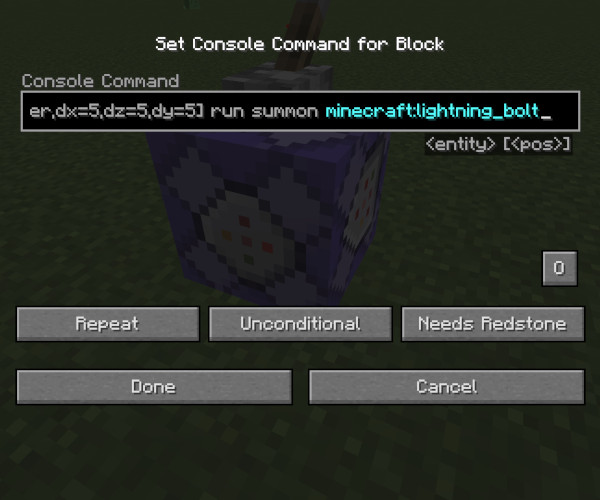 Set Console Command for Block
Console Command
er,dx=5,dz=5,dy=5] run summon minecraft:lightning_bolt_
<entity> [<pos>]
O
Repeat Unconditional Needs Redstone
Done Cancel